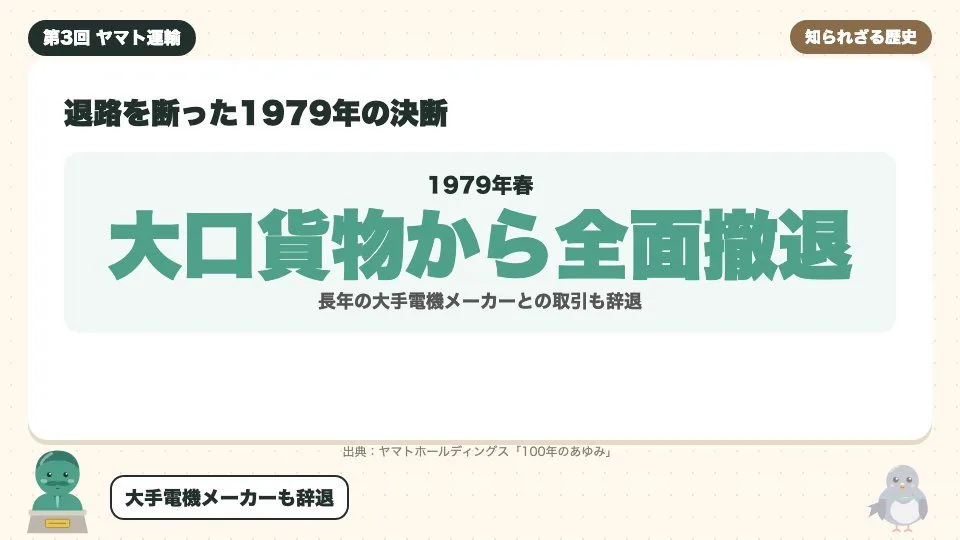 第3回 ヤマト運輸
知られざる歴史
退路を断った1979年の決断
1979年春
大口貨物から全面撤退
長年の大手電機メーカーとの取引も辞退
出典：ヤマトホールディングス「100年のあゆみ」
大手電機メーカーも辞退